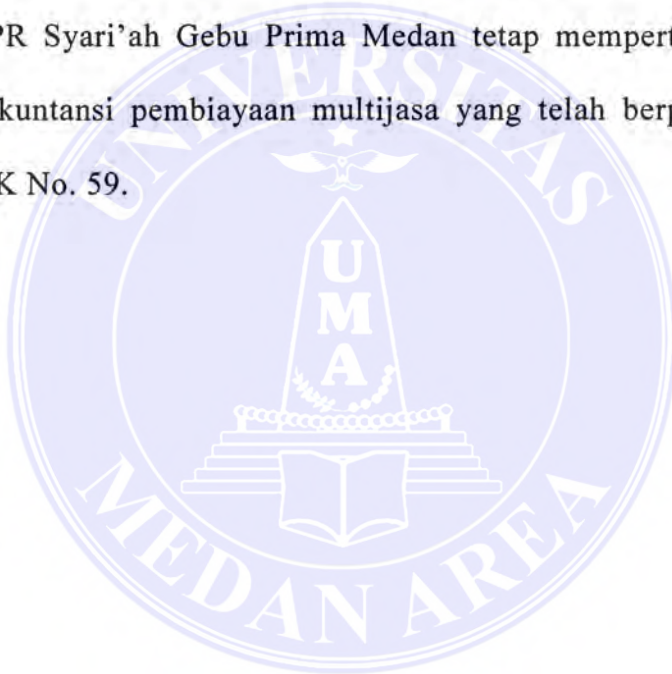 PR Syari’ah Gebu Prima Medan tetap mempert
kuntansi pembiayaan multijasa yang telah berp
K No. 59.
UNIVERSITAS
UMA
MEDAN AREA